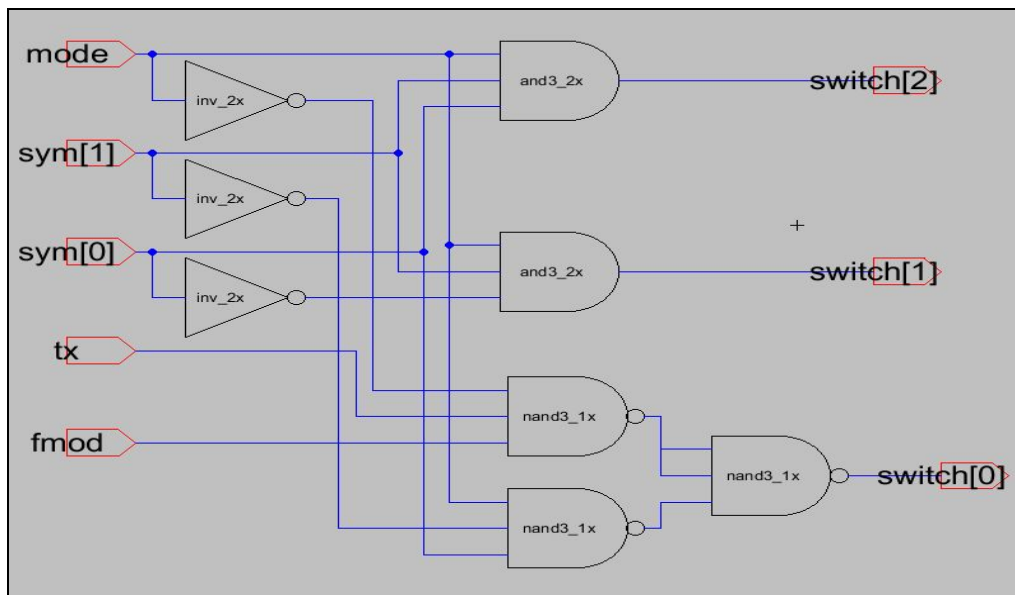 mode
inv_2x
and3_2x
switch[2]
sym[1]
inv_2x
sym[0]
inv_2x
and3_2x
switch[1]
tx
nand3_1x
fmod
nand3_1x
switch[0]
nand3_1x